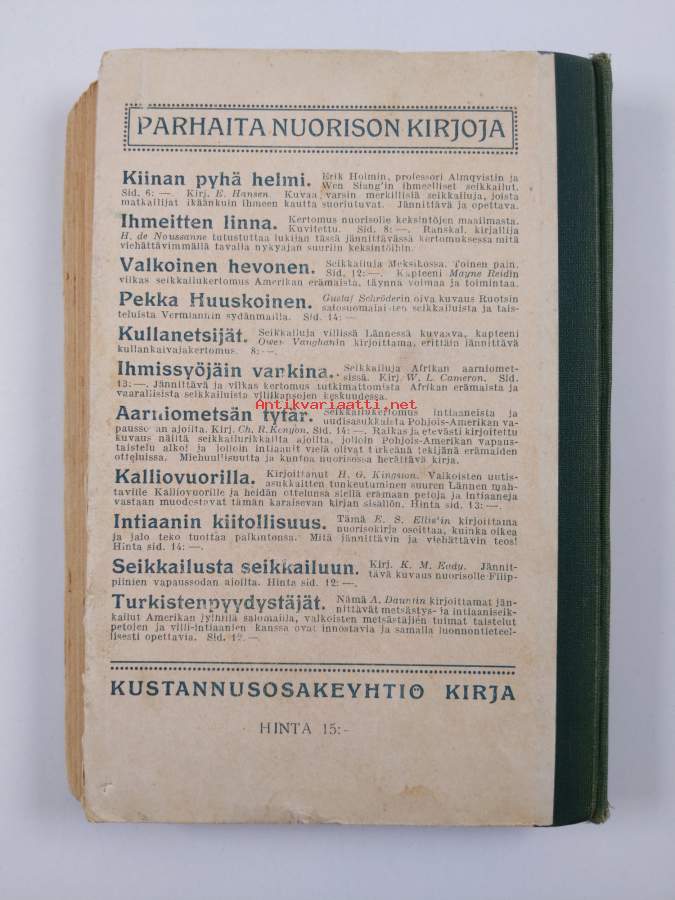 PARHAITA NUORISON KIRJOJA
Kiinan pyhä helmi. Erik Holmin, professori Almqvistin ja
Wen Siang'in ihmeelliset seikkailut.
Sid. 6: —. Kirj. E. Hansen. Kuvaa varsin merkillisiä seikkailuja, joista
matkailijat ikäänkuin ihmeen kautta suoriutuvat. Jännittävä ja opettava.
Ihmeitten linna. Kertomus nuorisolle keksintöjen maailmasta.
Kuvitettu. Sid. 8: —. Ranskal. kirjailija
H. de Noussanne tutustuttaa lukijan tässä jännittävässä kertomuksessa mitä
viehättävimmällä tavalla nykyajan suuriin keksintöihin.
Valkoinen hevonen. Seikkailuja Meksikossa. Toinen pain.
Sid. 12: —. Kapteeni Mayne Reidin
vilkas seikkailukertomus Amerikan erämaista, täynnä voimaa ja toimintaa.
Pekka Huuskoinen. Gustaf Schröderin oiva kuvaus Ruotsin
salosuomalaisten seikkailuista ja tais-
teluista Vermlannin sydänmailla. Sid. 14: —
Kullanetsijät. Seikkailuja villissä Lännessä kuvaava, kapteeni
Owen Vaughanin kirjoittama, erittäin jännittävä
kullankaivajakertomus. 8: —.
Ihmissyöjäin vankina. Seikkailuja Afrikan aarniomet-
sissä. Kirj. W. L. Cameron. Sid.
13: —. Jännittävä ja vilkas kertomus tutkimattomista Afrikan erämaista ja
vaarallisista seikkailuista villikansojen keskuudessa.
Antikvariaatti.net
Aarniometsän tytär. Seikkailukertomus intiaaneista ja
uudisasukkaista Pohjois-Amerikan va-
paussodan ajoilta. Kirj. Ch. R. Kenyon. Sid. 14: —. Raikas ja etevästi kirjoitettu
kuvaus näiltä seikkailurikkailta ajoilta, jolloin Pohjois-Amerikan vapaus-
taistelu alkoi ja jolloin intiaanit vielä olivat tärkeänä tekijänä erämaiden
otteluissa. Miehuullisuutta ja kuntoa nuorisossa herättävä kirja.
Kalliovuorilla. Kirjoittanut H. G. Kingston. Valkoisten uutis-
asukkaitten tunkeutuminen suuren Lännen mah-
taville Kalliovuorille ja heidän ottelunsa siellä erämaan petoja ja intiaaneja
vastaan muodostavat tämän karaisevan kirjan sisällön. Hinta sid. 13: —.
Intiaanin kiitollisuus. Tämä E. S. Ellis'in kirjoittama
nuorisokirja osoittaa, kuinka oikea
ja jalo teko tuottaa palkintonsa. Mitä jännittävin ja viehättävin teos!
Hinta sid. 14: —.
Seikkailusta seikkailuun. Kirj. K. M. Eady. Jännit-
tävä kuvaus nuorisolle Filip-
piinien vapaussodan ajoilta. Hinta sid. 12: —.
Turkistenpyydystäjät. Nämä A. Daumin kirjoittamat jän-
nittävät metsästys- ja intiaaniseik-
kailut Amerikan jylhillä salomailla, valkoisten metsästäjien tuimat taistelut
petojen ja villi-intiaanien kanssa ovat innostavia ja samalla luonnontieteel-
lisesti opettavia. Sid. 12.—
KUSTANNUSOSAKEYHTIÖ KIRJA
HINTA 15:-